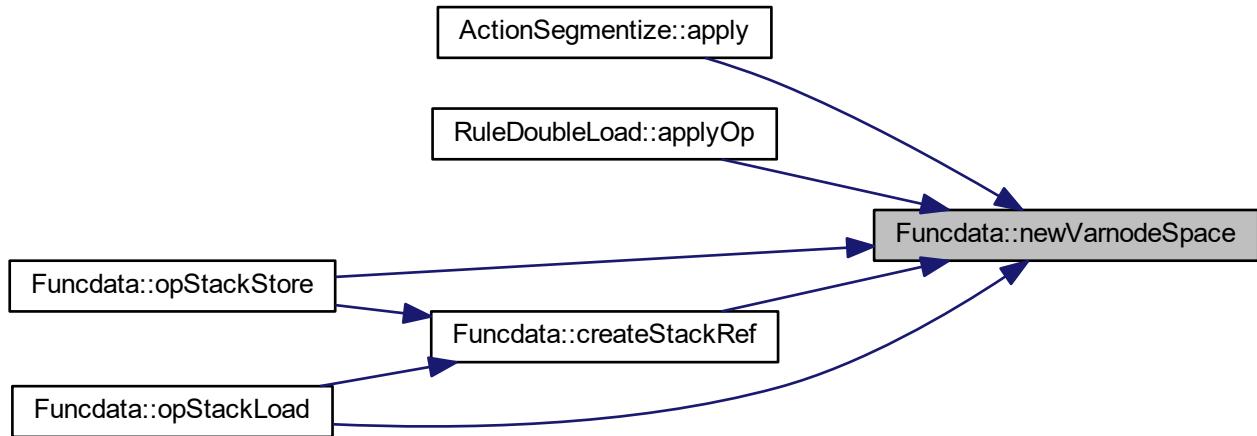 ActionSegmentize::apply
RuleDoubleLoad::applyOp
Funcdata::newVarnodeSpace
Funcdata::opStackStore
Funcdata::createStackRef
Funcdata::opStackLoad